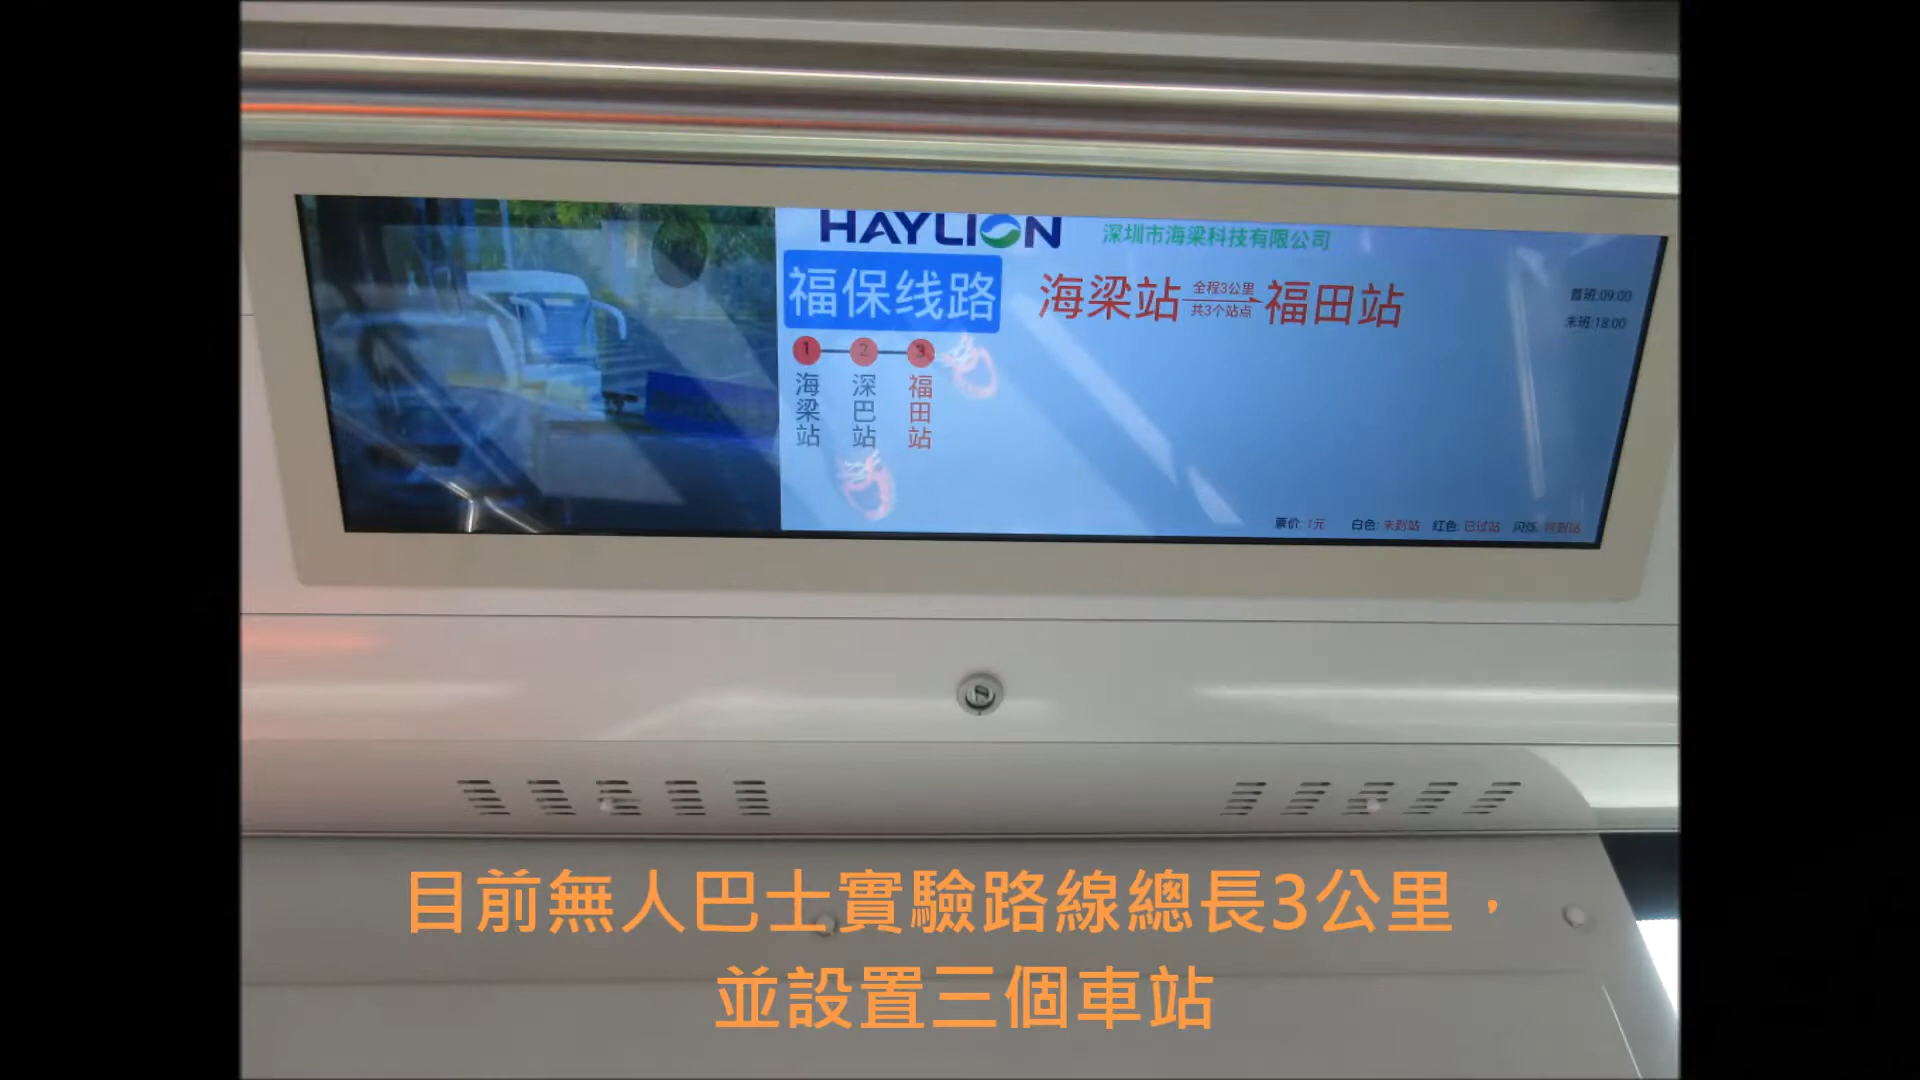 HAYLION
深圳市海梁科技有限公司
福保线路
海梁站
全程3公里
共3个站点
福田站
首班:09:00
末班:18:00
1 2 3
海梁站
深巴站
福田站
票价: 1元 白色: 未到站 红色: 已过站 闪烁: 将到站
目前無人巴士實驗路線總長3公里，
並設置三個車站